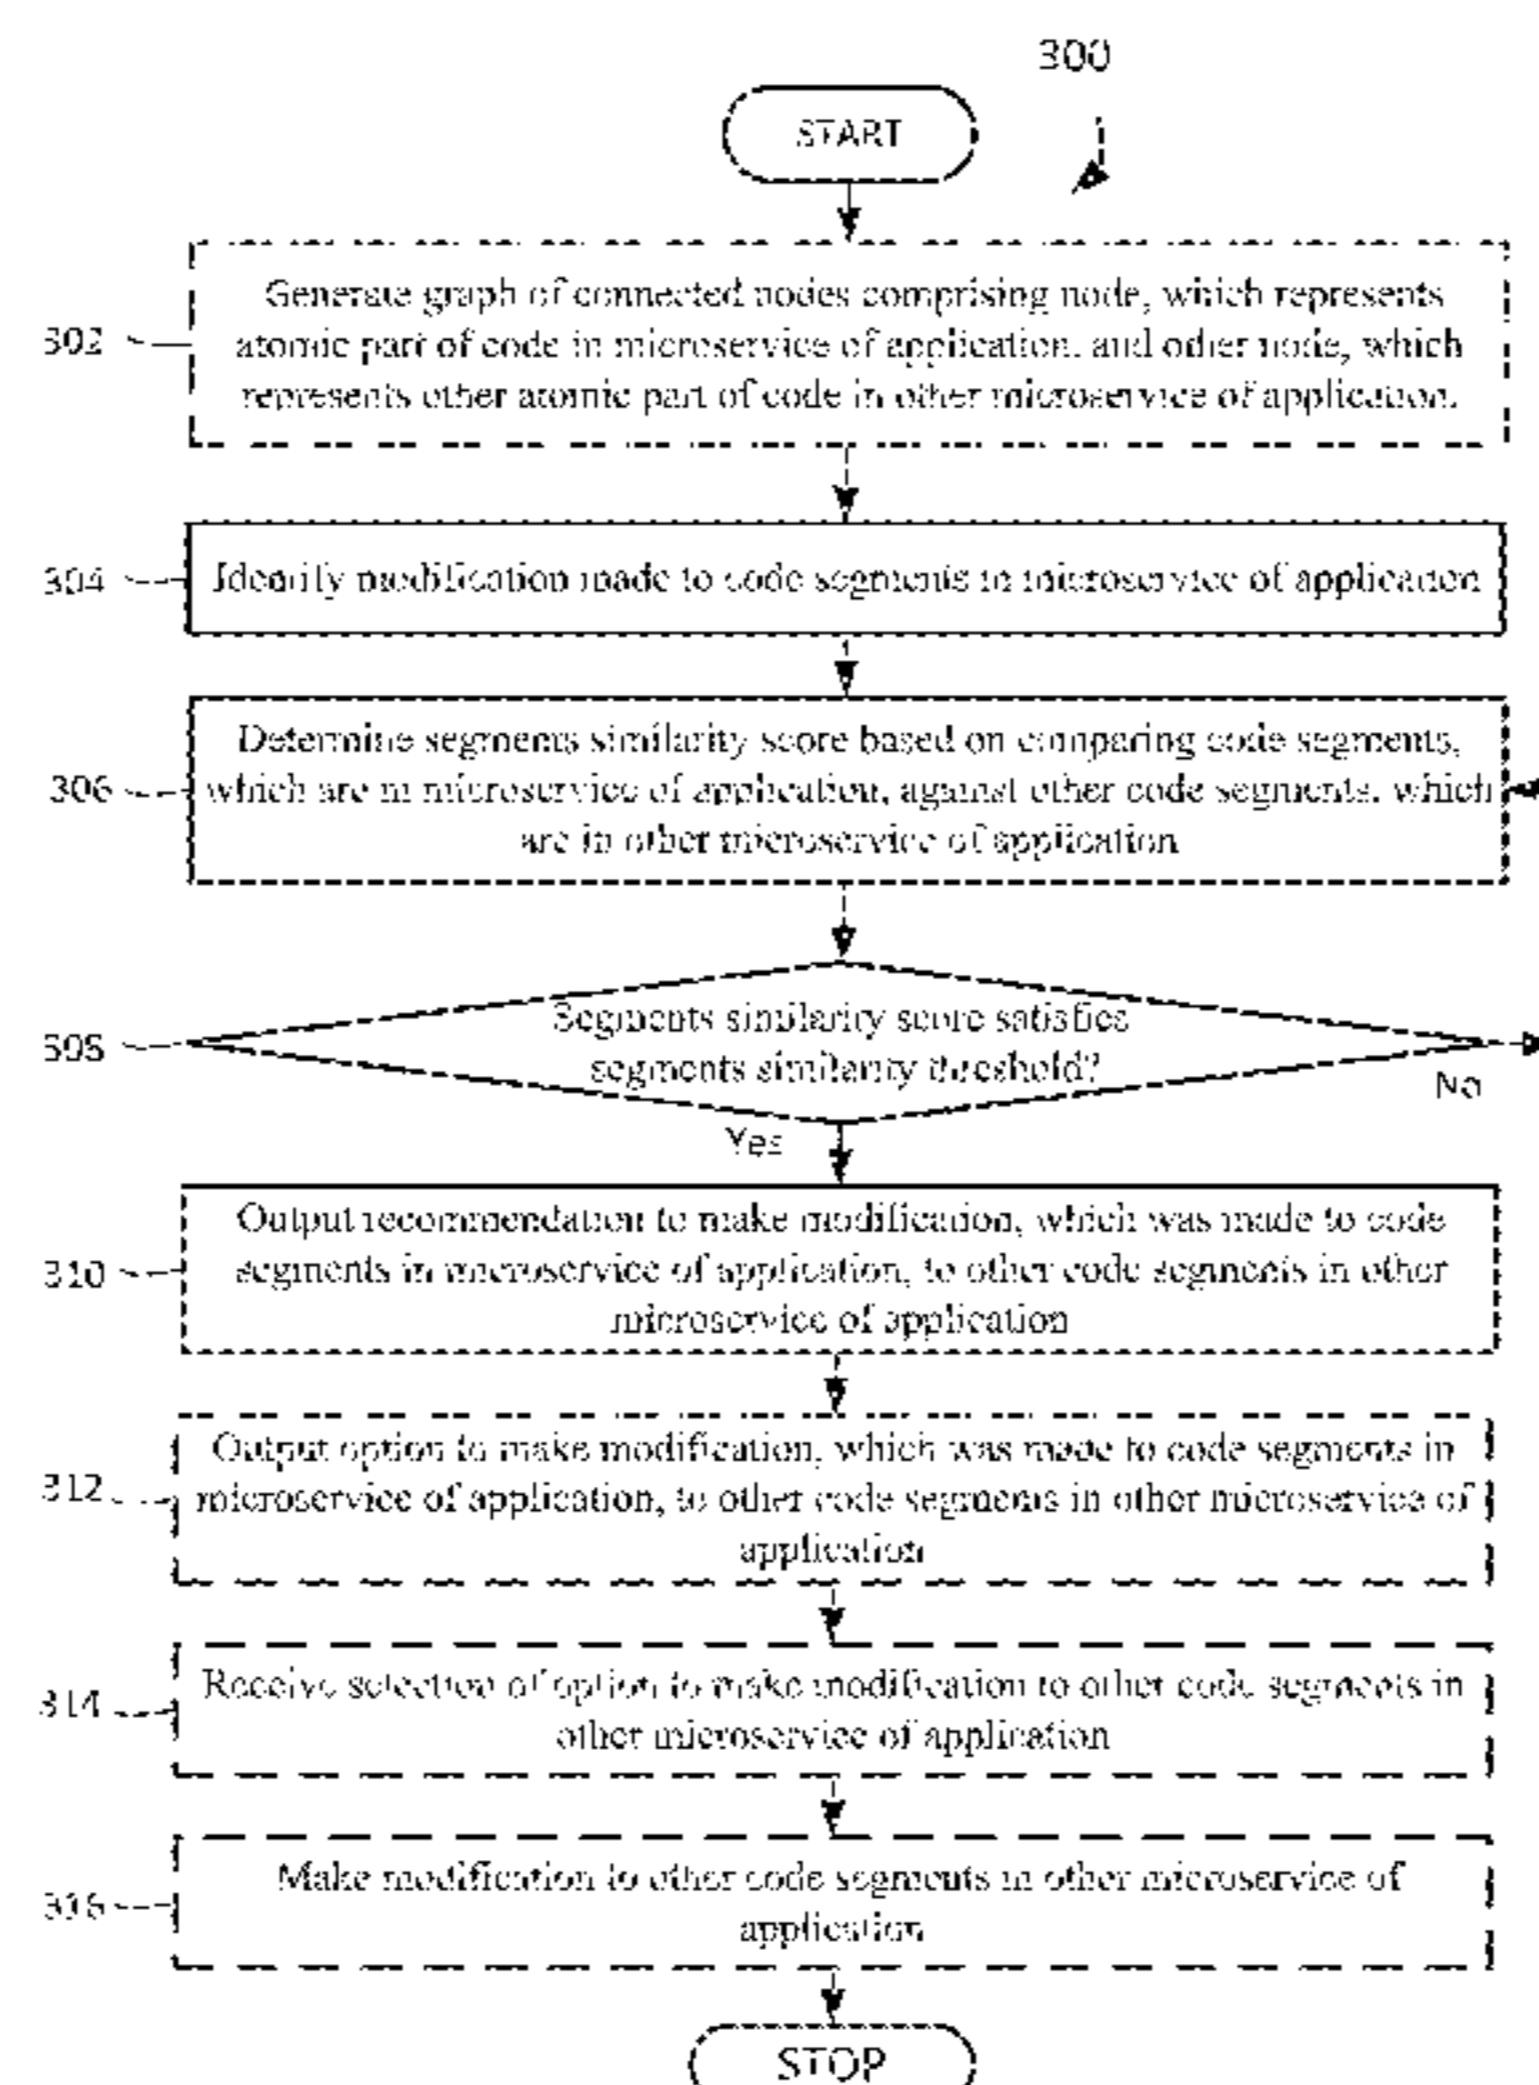 300
START
302
Generate graph of connected nodes comprising node, which represents
atomic part of code in microservice of application, and other node, which
represents other atomic part of code in other microservice of application.
304
Identify modification made to code segments in microservice of application
306
Determine segments similarity score based on comparing code segments,
which are in microservice of application, against other code segments, which
are in other microservice of application
308
Segments similarity score satisfies
segments similarity threshold?
No
Yes
310
Output recommendation to make modification, which was made to code
segments in microservice of application, to other code segments in other
microservice of application
312
Output option to make modification, which was made to code segments in
microservice of application, to other code segments in other microservice of
application
314
Receive selection of option to make modification to other code segments in
other microservice of application
316
Make modification to other code segments in other microservice of
application
STOP